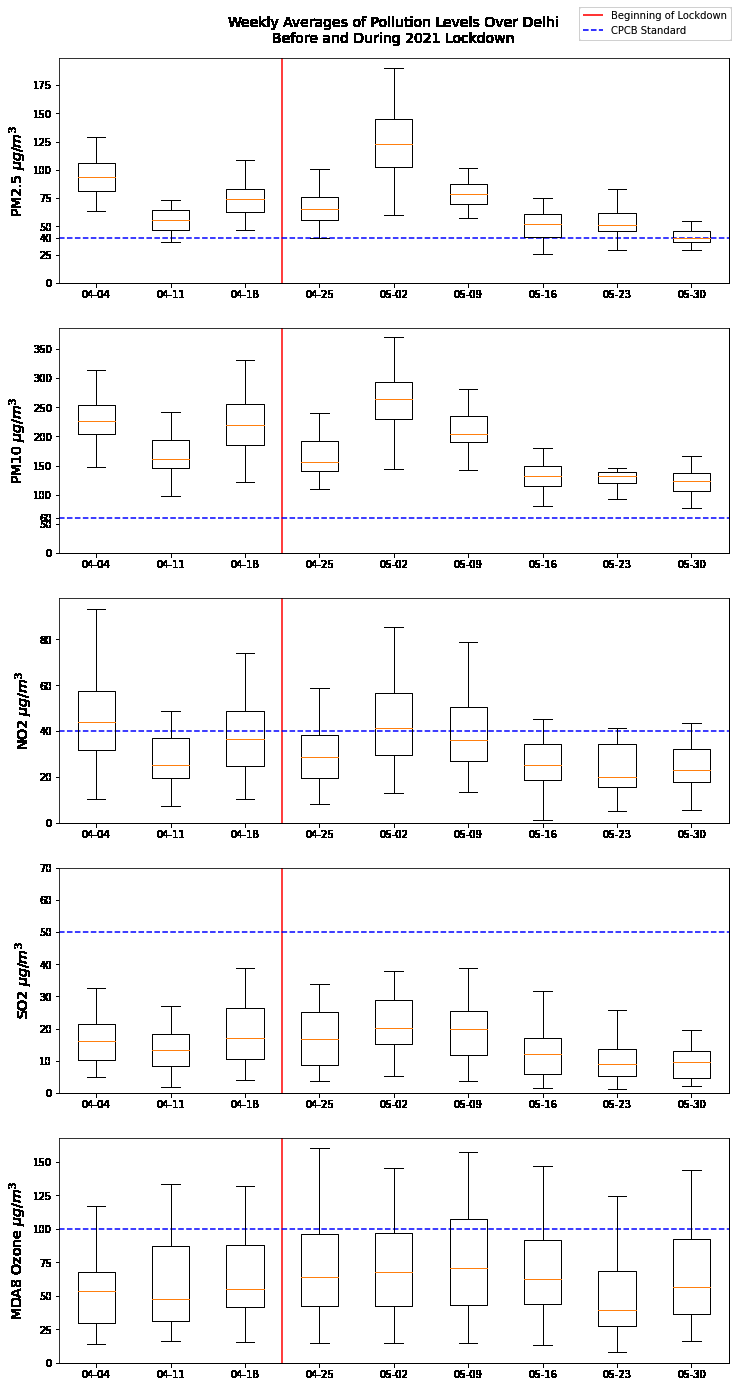 Weekly Averages of Pollution Levels Over Delhi
Before and During 2021 Lockdown
Beginning of Lockdown
CPCB Standard
PM2.5 μg/m³
175
150
125
100
75
50
40
25
0
04-04 04-11 04-18 04-25 05-02 05-09 05-16 05-23 05-30
PM10 μg/m³
350
300
250
200
150
100
60
50
0
04-04 04-11 04-18 04-25 05-02 05-09 05-16 05-23 05-30
NO2 μg/m³
80
60
40
20
0
04-04 04-11 04-18 04-25 05-02 05-09 05-16 05-23 05-30
SO2 μg/m³
70
60
50
40
30
20
10
0
04-04 04-11 04-18 04-25 05-02 05-09 05-16 05-23 05-30
MDA8 Ozone μg/m³
150
125
100
75
50
25
0
04-04 04-11 04-18 04-25 05-02 05-09 05-16 05-23 05-30